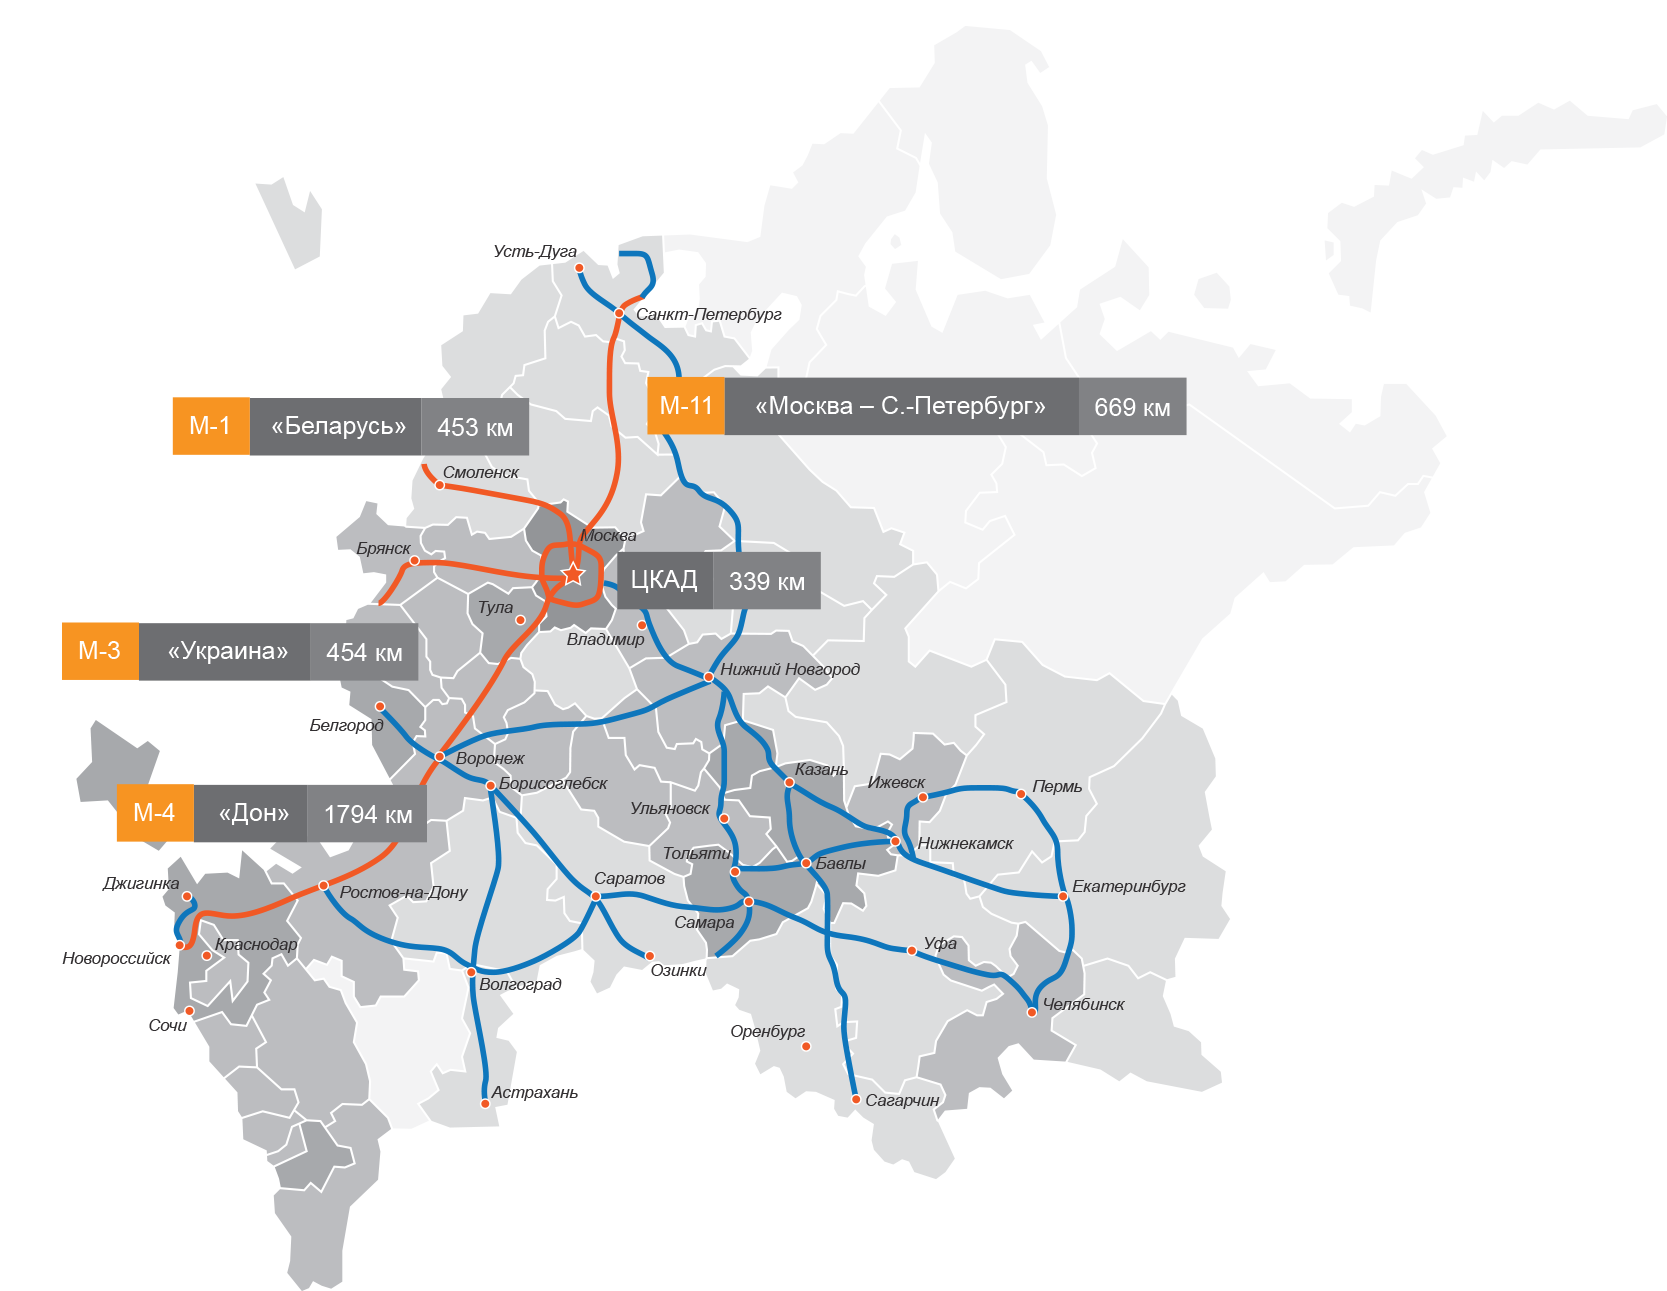 Усть-Дуга
Санкт-Петербург
М-1 «Беларусь» 453 км
М-11 «Москва – С.-Петербург» 669 км
Смоленск
Москва
Брянск
ЦКАД 339 км
Тула
Владимир
М-3 «Украина» 454 км
Нижний Новгород
Белгород
Воронеж
Борисоглебск
Казань
Ижевск
Пермь
М-4 «Дон» 1794 км
Ульяновск
Нижнекамск
Тольяти
Бавлы
Джигинка
Ростов-на-Дону
Саратов
Екатеринбург
Самара
Новороссийск
Краснодар
Уфа
Озинки
Волгоград
Челябинск
Сочи
Оренбург
Астрахань
Сагарчин